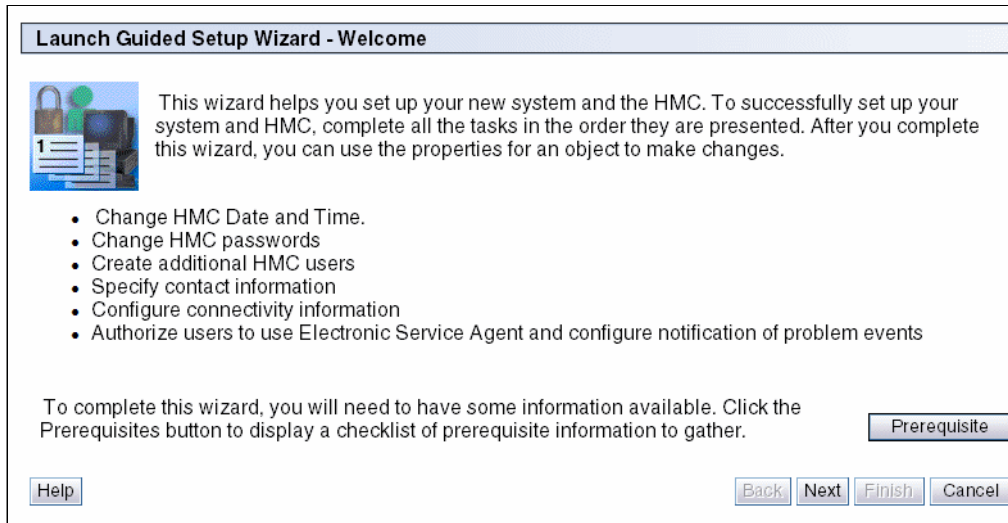 Launch Guided Setup Wizard - Welcome
1
This wizard helps you set up your new system and the HMC. To successfully set up your
system and HMC, complete all the tasks in the order they are presented. After you complete
this wizard, you can use the properties for an object to make changes.
• Change HMC Date and Time.
• Change HMC passwords
• Create additional HMC users
• Specify contact information
• Configure connectivity information
• Authorize users to use Electronic Service Agent and configure notification of problem events
To complete this wizard, you will need to have some information available. Click the
Prerequisites button to display a checklist of prerequisite information to gather.
Prerequisite
Help
Back Next Finish Cancel